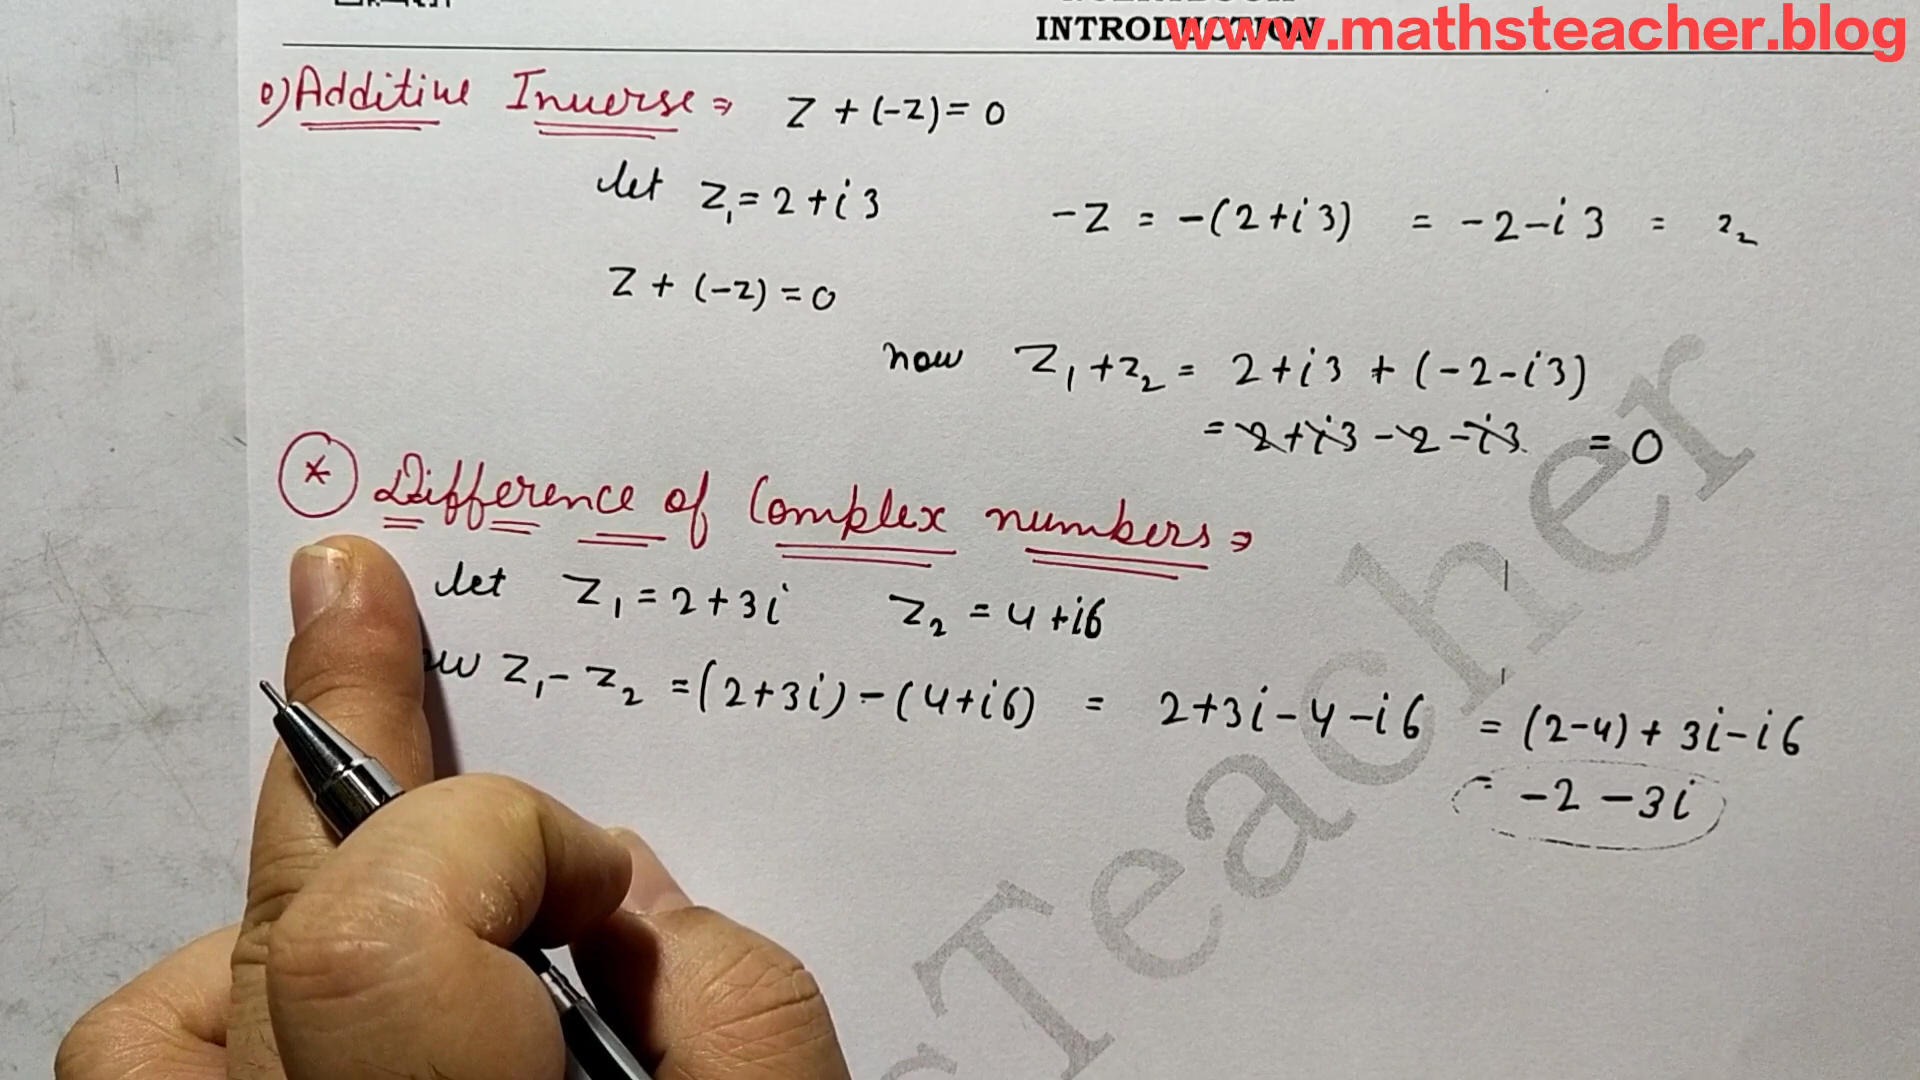 INTRODUCTION
www.mathsteacher.blog
e) Additive Inverse ⇒ Z + (-Z) = 0
let Z₁ = 2 + i3 -Z = -(2+i3) = -2-i3 = z₂
Z + (-Z) = 0
now Z₁ + Z₂ = 2+i3 + (-2-i3)
= 2+i3 -2 -i3 = 0
* Difference of Complex numbers ⇒
let Z₁ = 2+3i Z₂ = 4+i6
Z₁ - Z₂ = (2+3i) - (4+i6) = 2+3i-4-i6 = (2-4) + 3i-i6
= -2 -3i
Teacher